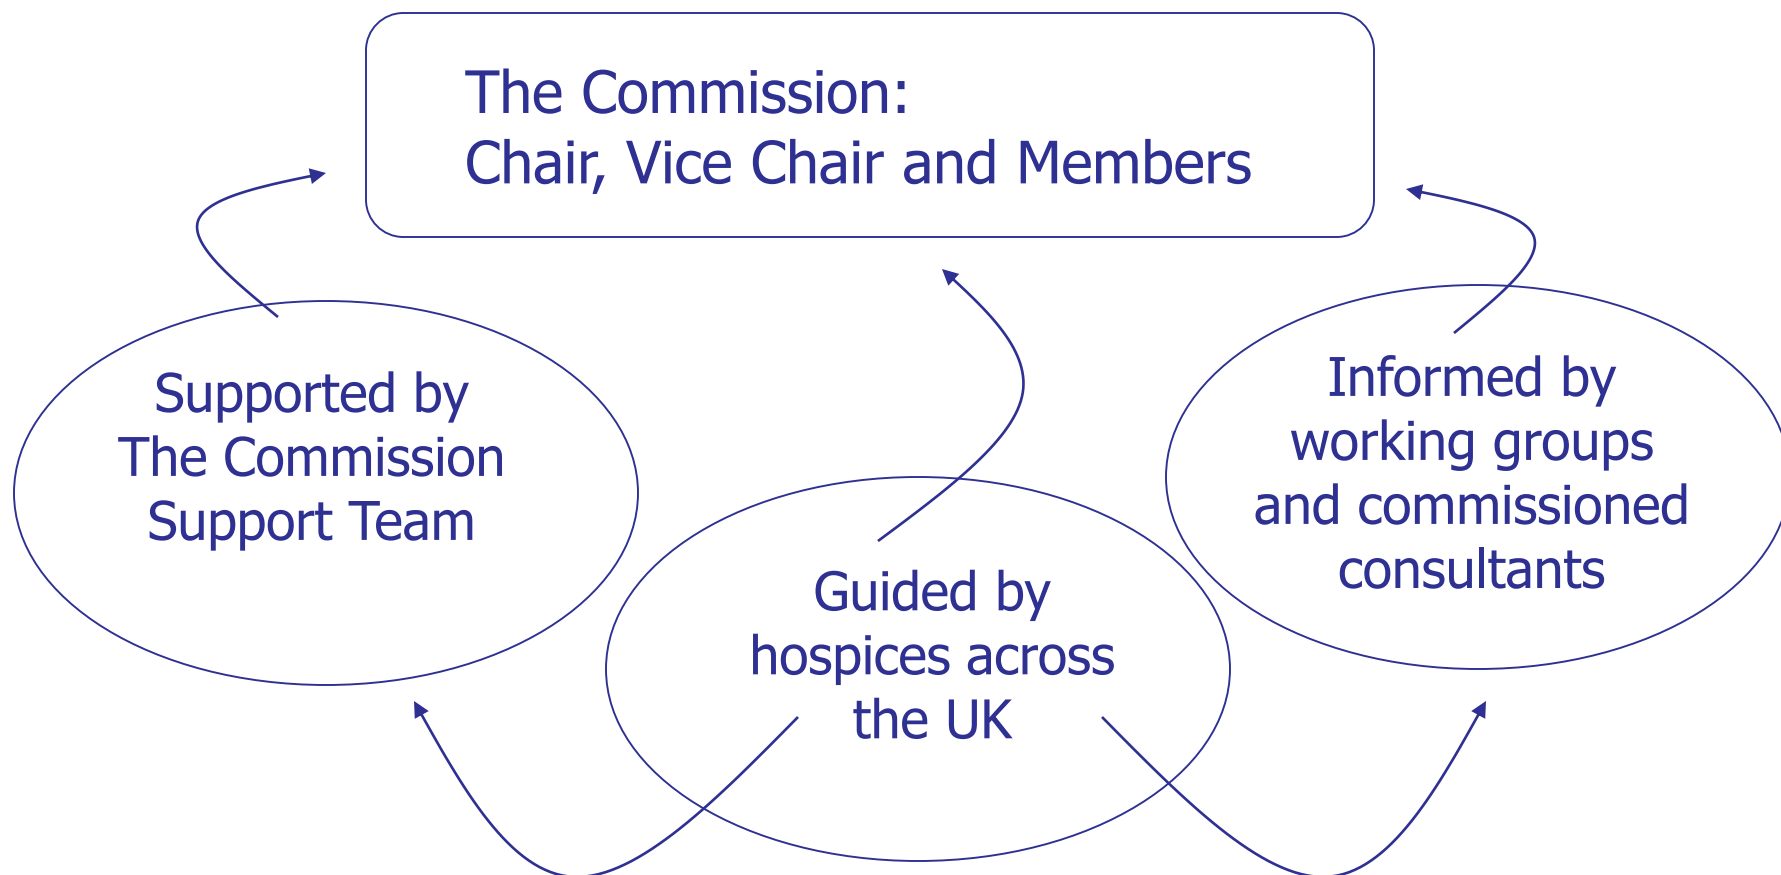 The Commission:
Chair, Vice Chair and Members
Supported by
The Commission
Support Team
Guided by
hospices across
the UK
Informed by
working groups
and commissioned
consultants